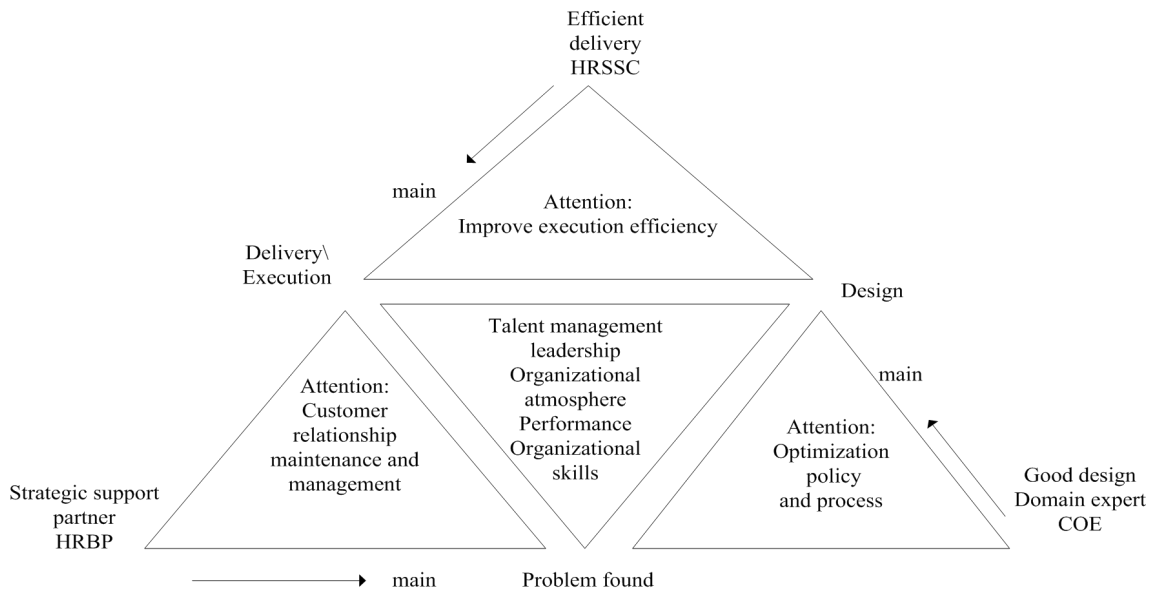 Efficient
delivery
HRSSC
main
Attention:
Improve execution efficiency
Delivery\
Execution
Design
Talent management
leadership
Organizational
atmosphere
Performance
Organizational
skills
Attention:
Customer
relationship
maintenance and
management
main
Attention:
Optimization
policy
and process
Strategic support
partner
HRBP
Good design
Domain expert
COE
main
Problem found